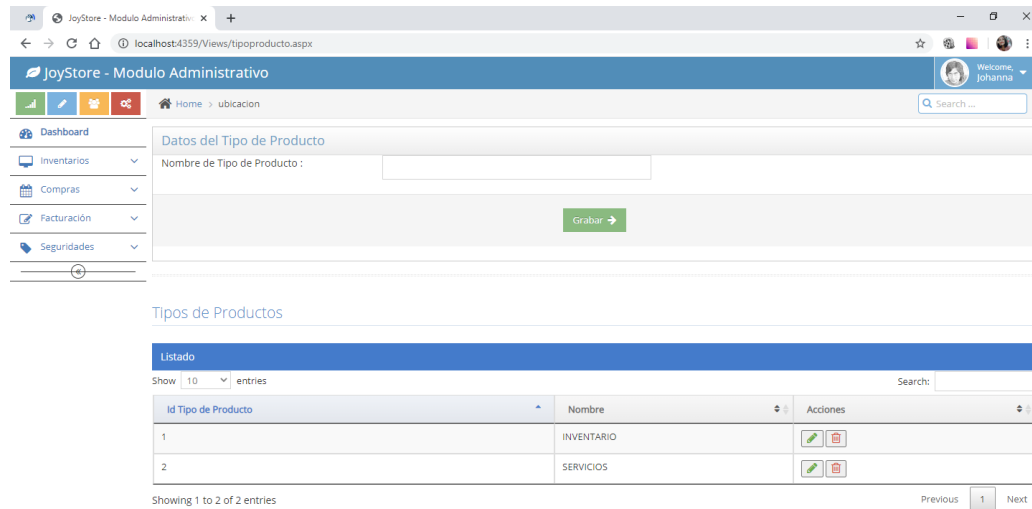 JoyStore - Modulo Administrativ
localhost:4359/Views/tipoproducto.aspx
JoyStore - Modulo Administrativo
Welcome,
Johanna
Home > ubicacion
Search ...
Dashboard
Inventarios
Compras
Facturación
Seguridades
Datos del Tipo de Producto
Nombre de Tipo de Producto :
Grabar
Tipos de Productos
Listado
Show 10 entries
Search:
Id Tipo de Producto Nombre Acciones
1 INVENTARIO
2 SERVICIOS
Showing 1 to 2 of 2 entries
Previous 1 Next